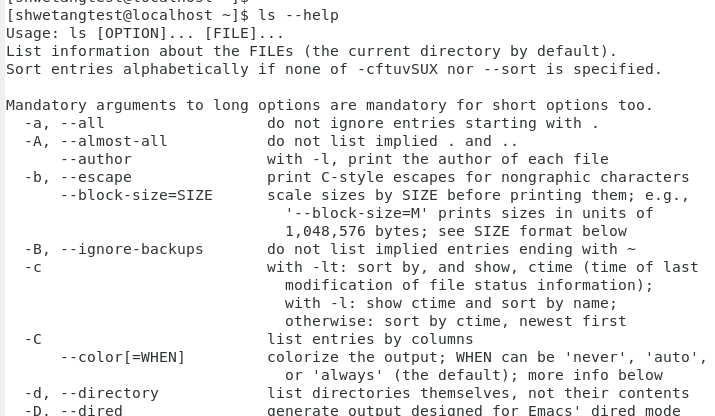 [shwetangtest@localhost ~]$
[shwetangtest@localhost ~]$ ls --help
Usage: ls [OPTION]... [FILE]...
List information about the FILEs (the current directory by default).
Sort entries alphabetically if none of -cftuvSUX nor --sort is specified.

Mandatory arguments to long options are mandatory for short options too.
  -a, --all                  do not ignore entries starting with .
  -A, --almost-all           do not list implied . and ..
      --author               with -l, print the author of each file
  -b, --escape               print C-style escapes for nongraphic characters
      --block-size=SIZE      scale sizes by SIZE before printing them; e.g.,
                               '--block-size=M' prints sizes in units of
                               1,048,576 bytes; see SIZE format below
  -B, --ignore-backups       do not list implied entries ending with ~
  -c                         with -lt: sort by, and show, ctime (time of last
                               modification of file status information);
                               with -l: show ctime and sort by name;
                               otherwise: sort by ctime, newest first
  -C                         list entries by columns
      --color[=WHEN]         colorize the output; WHEN can be 'never', 'auto',
                               or 'always' (the default); more info below
  -d, --directory            list directories themselves, not their contents
  -D, --dired                generate output designed for Emacs' dired mode